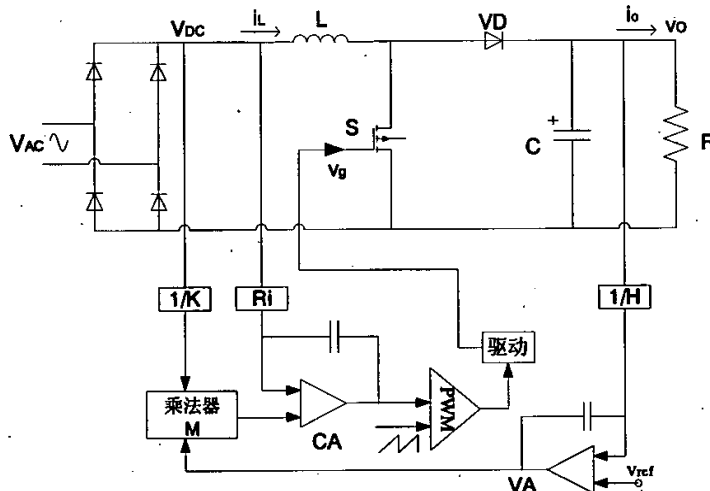 VDC
iL
L
VD
io
vo
VAC
S
vg
+
C
R
1/K
Ri
1/H
驱动
乘法器
M
CA
PWM
VA
Vref